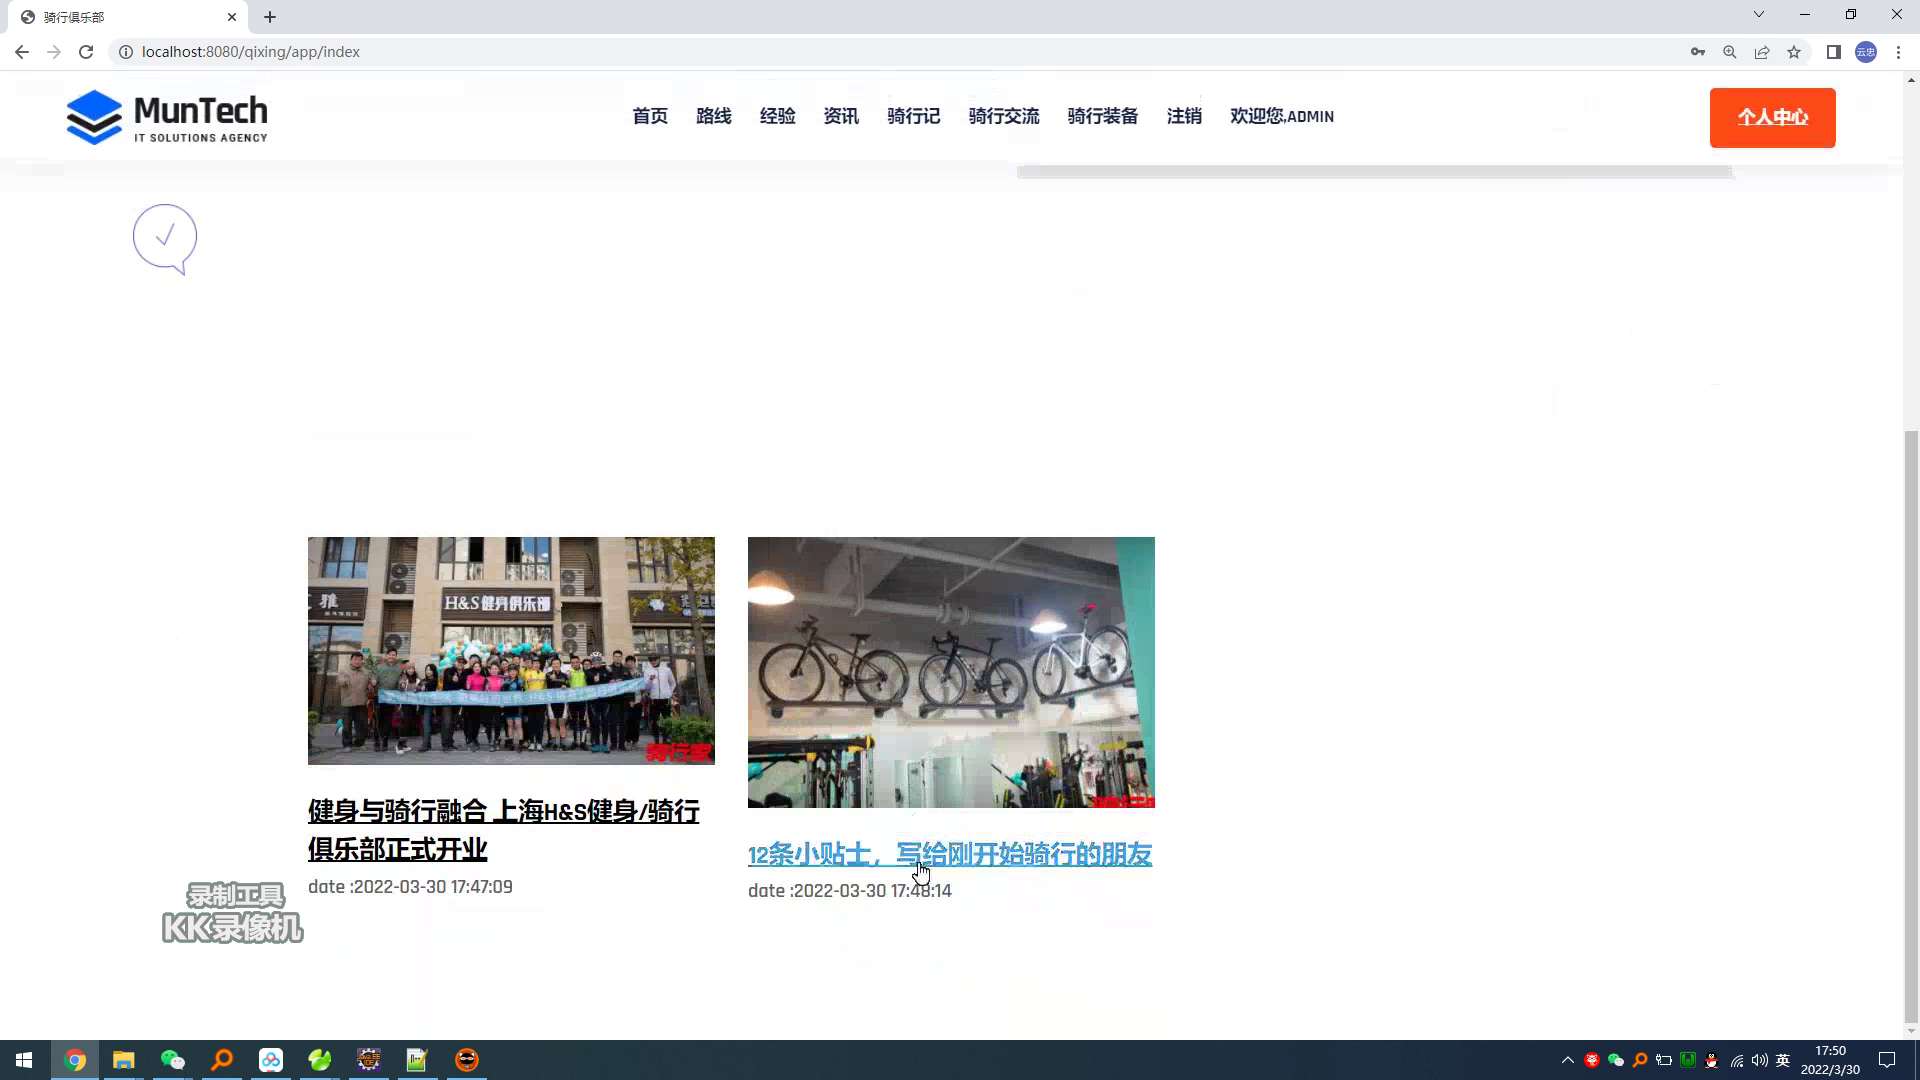 骑行俱乐部
localhost:8080/qixing/app/index
云忠
MunTech
IT SOLUTIONS AGENCY
首页 路线 经验 资讯 骑行记 骑行交流 骑行装备 注销 欢迎您,ADMIN
个人中心
H&S健身俱乐部
骑行家
健身与骑行融合 上海H&S健身/骑行
俱乐部正式开业
date :2022-03-30 17:47:09
12条小贴士，写给刚开始骑行的朋友
date :2022-03-30 17:48:14
录制工具
KK录像机
英
17:50
2022/3/30